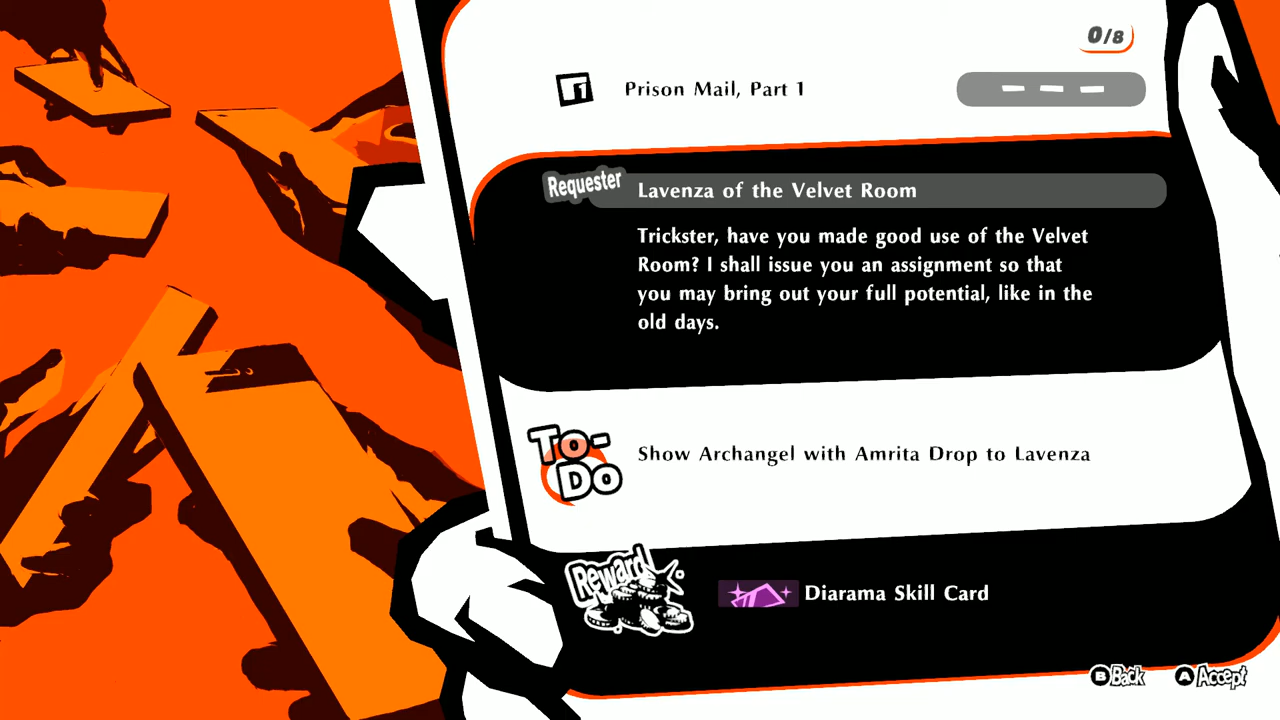 0/8
1
Prison Mail, Part 1
Requester
Lavenza of the Velvet Room
Trickster, have you made good use of the Velvet
Room? I shall issue you an assignment so that
you may bring out your full potential, like in the
old days.
To-
Do
Show Archangel with Amrita Drop to Lavenza
Reward
Diarama Skill Card
B Back
A Accept